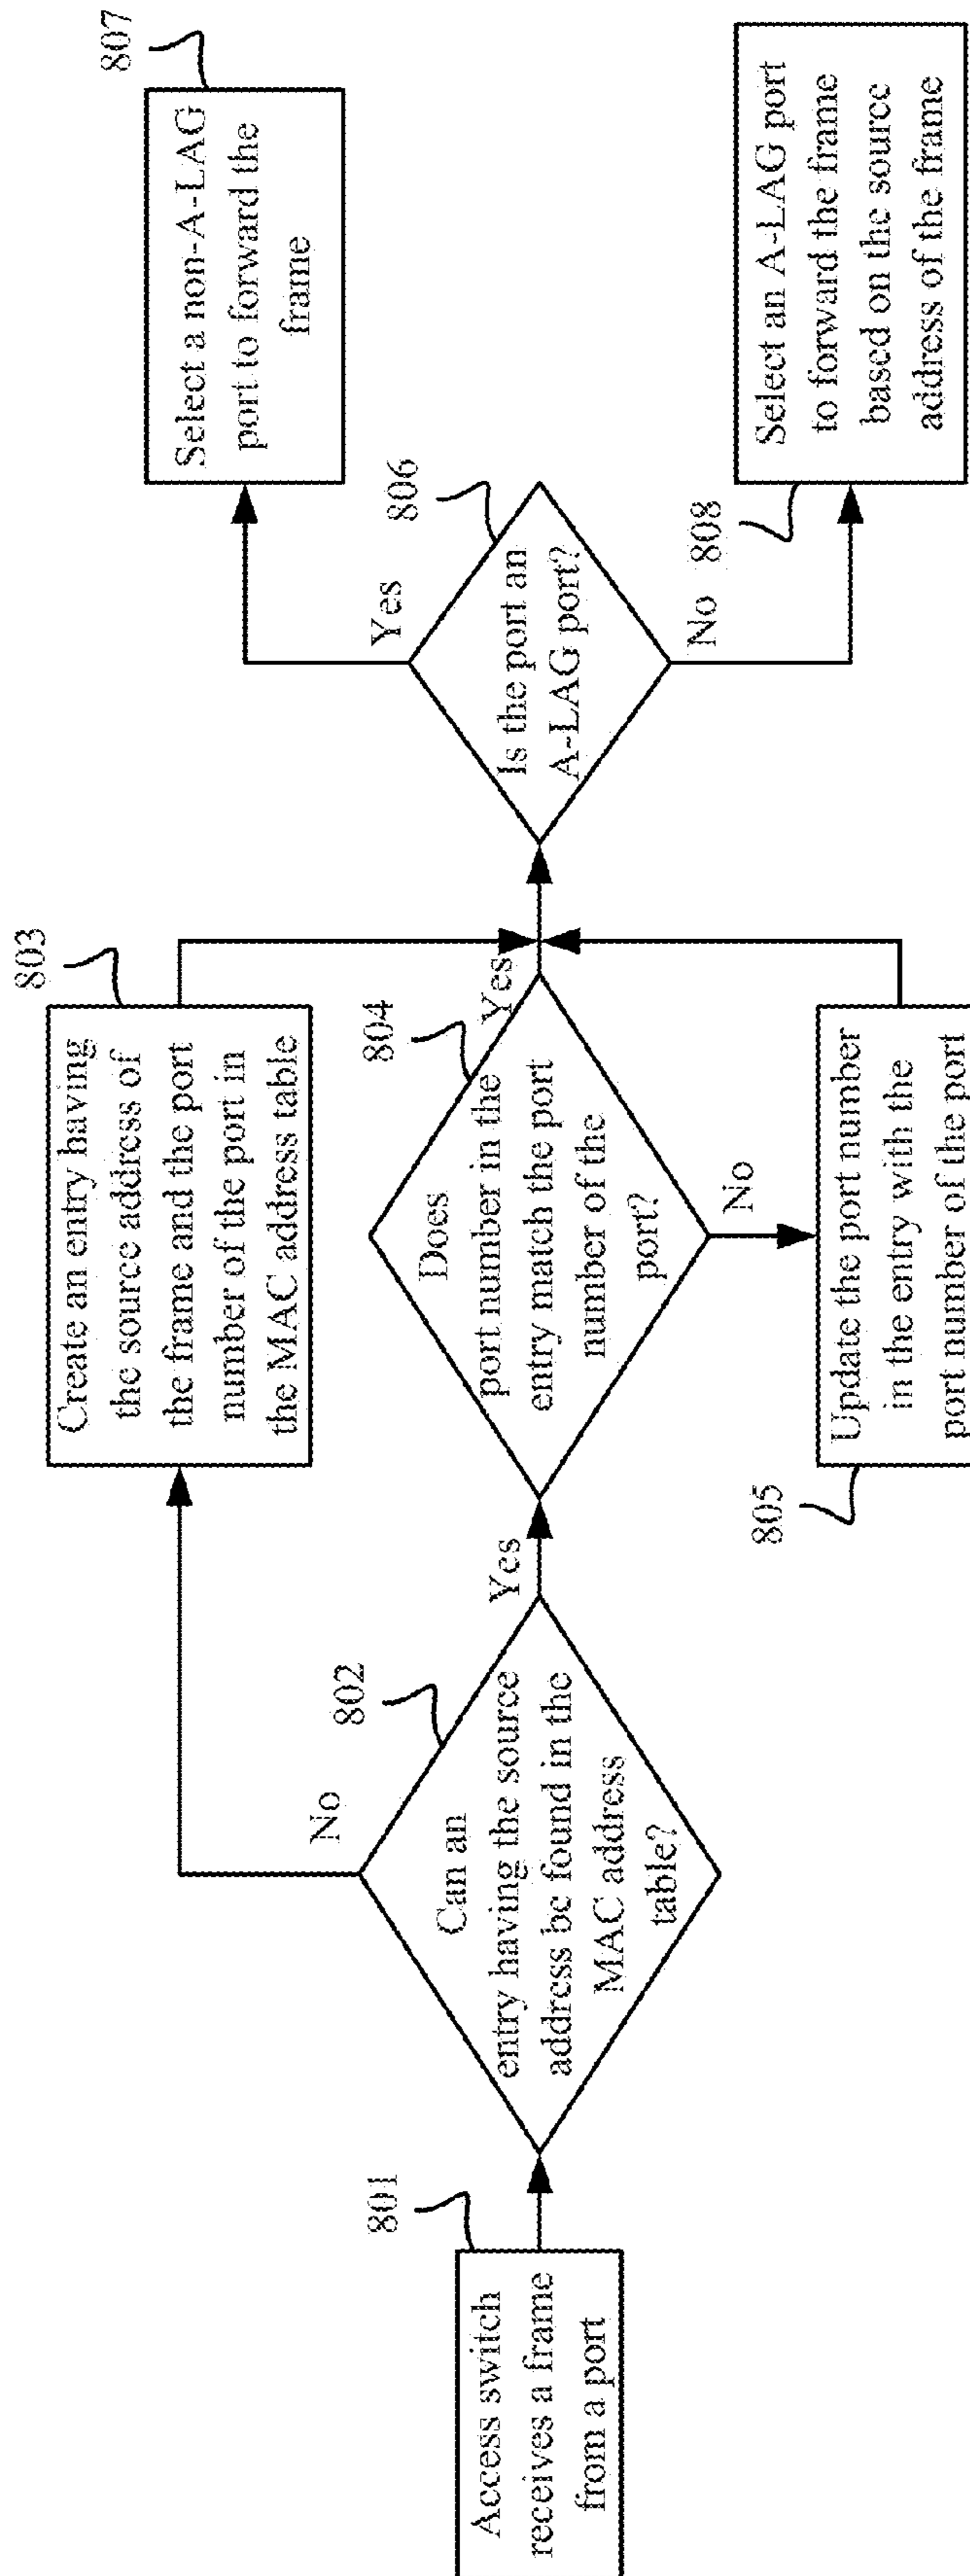 801
Access switch
receives a frame
from a port
802
Can an
entry having the source
address be found in the
MAC address
table?
No
Yes
803
Create an entry having
the source address of
the frame and the port
number of the port in
the MAC address table
804
Does
port number in the
entry match the port
number of the
port?
Yes
No
805
Update the port number
in the entry with the
port number of the port
806
Is the port an
A-LAG port?
Yes
No
807
Select a non-A-LAG
port to forward the
frame
808
Select an A-LAG port
to forward the frame
based on the source
address of the frame